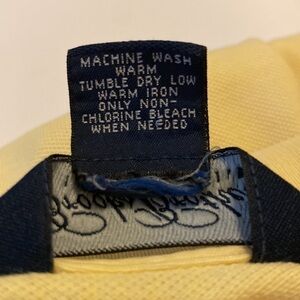 MACHINE WASH
WARM
TUMBLE DRY LOW
WARM IRON
ONLY NON-
CHLORINE BLEACH
WHEN NEEDED